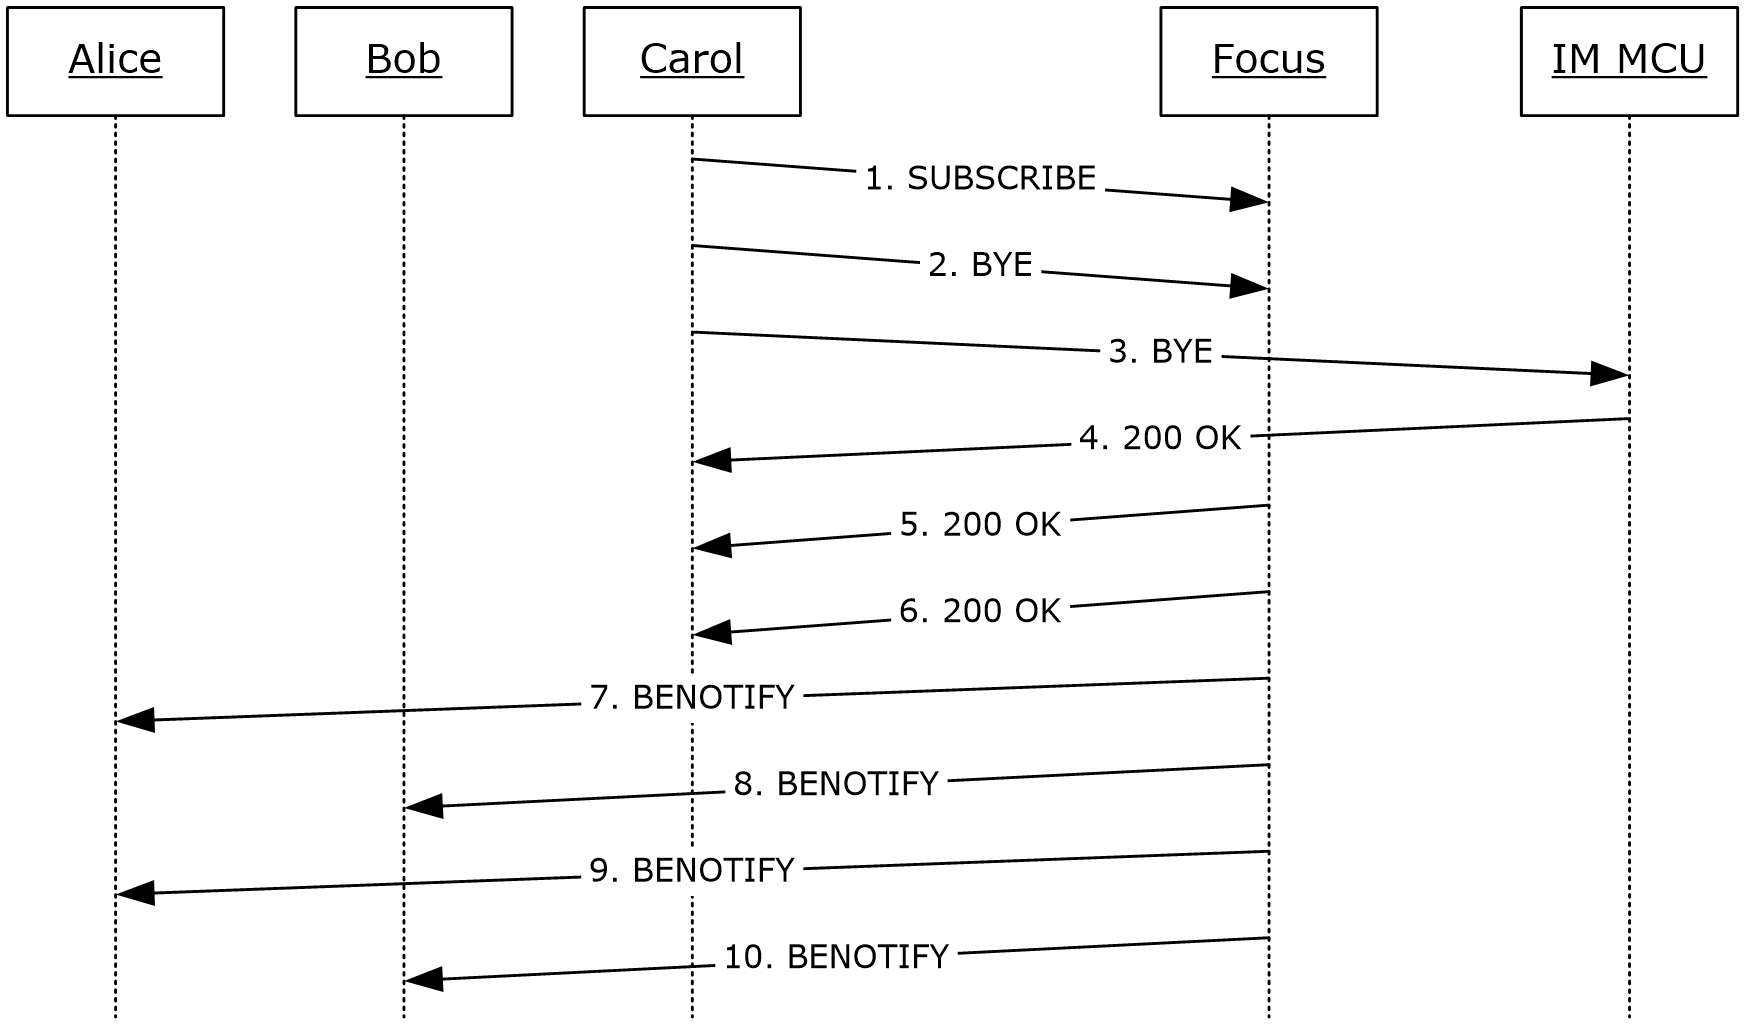 Alice
Bob
Carol
Focus
IM MCU
1. SUBSCRIBE
2. BYE
3. BYE
4. 200 OK
5. 200 OK
6. 200 OK
7. BENOTIFY
8. BENOTIFY
9. BENOTIFY
10. BENOTIFY